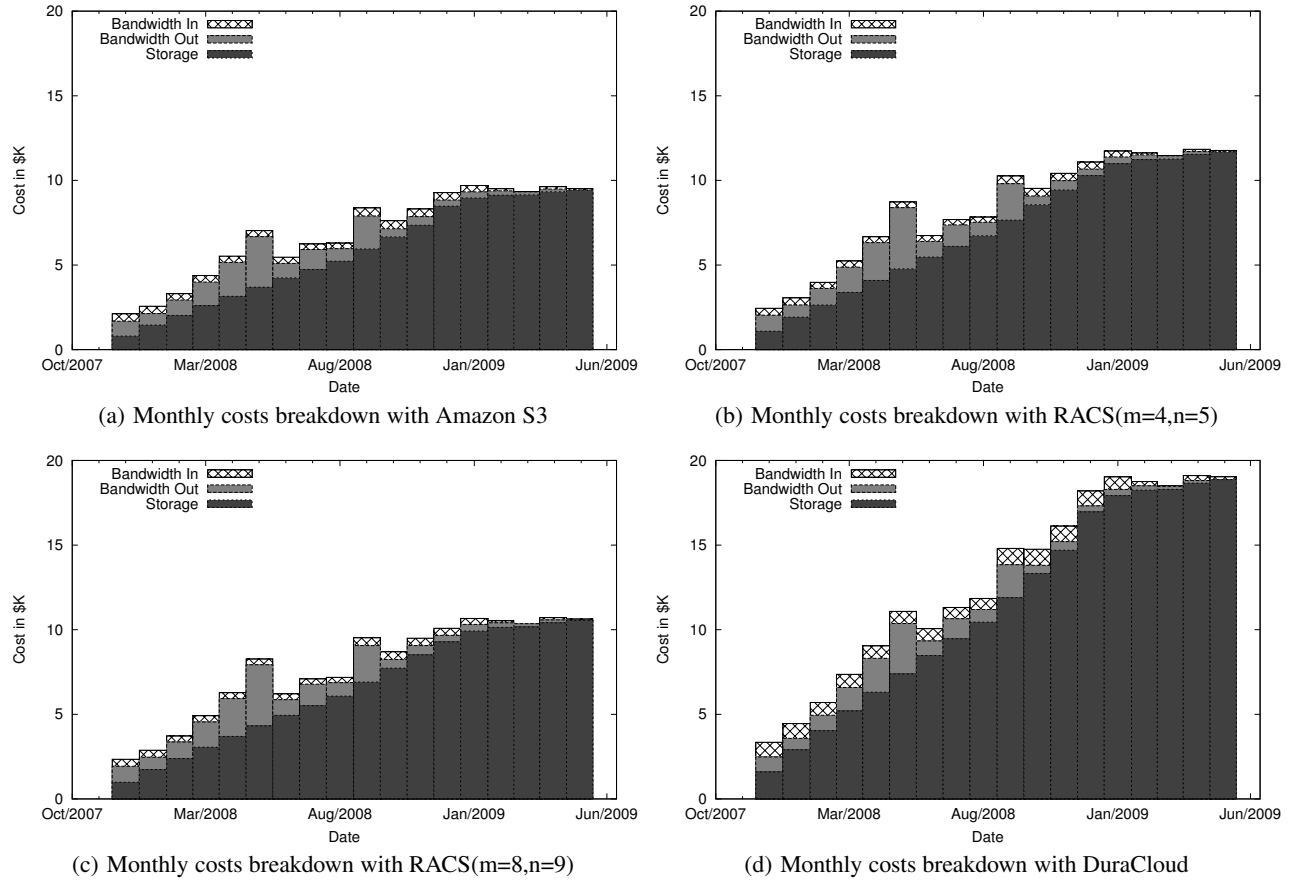 Bandwidth In
Bandwidth Out
Storage
20
15
10
5
0
Cost in $K
Oct/2007 Mar/2008 Aug/2008 Jan/2009 Jun/2009
Date
(a) Monthly costs breakdown with Amazon S3
Bandwidth In
Bandwidth Out
Storage
20
15
10
5
0
Cost in $K
Oct/2007 Mar/2008 Aug/2008 Jan/2009 Jun/2009
Date
(b) Monthly costs breakdown with RACS(m=4,n=5)
Bandwidth In
Bandwidth Out
Storage
20
15
10
5
0
Cost in $K
Oct/2007 Mar/2008 Aug/2008 Jan/2009 Jun/2009
Date
(c) Monthly costs breakdown with RACS(m=8,n=9)
Bandwidth In
Bandwidth Out
Storage
20
15
10
5
0
Cost in $K
Oct/2007 Mar/2008 Aug/2008 Jan/2009 Jun/2009
Date
(d) Monthly costs breakdown with DuraCloud